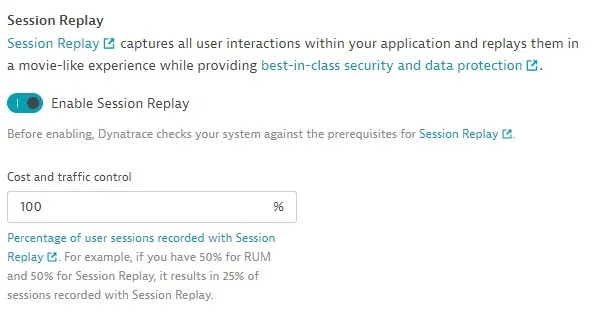 Session Replay
Session Replay captures all user interactions within your application and replays them in
a movie-like experience while providing best-in-class security and data protection.
Enable Session Replay
Before enabling, Dynatrace checks your system against the prerequisites for Session Replay.
Cost and traffic control
100 %
Percentage of user sessions recorded with Session
Replay. For example, if you have 50% for RUM
and 50% for Session Replay, it results in 25% of
sessions recorded with Session Replay.